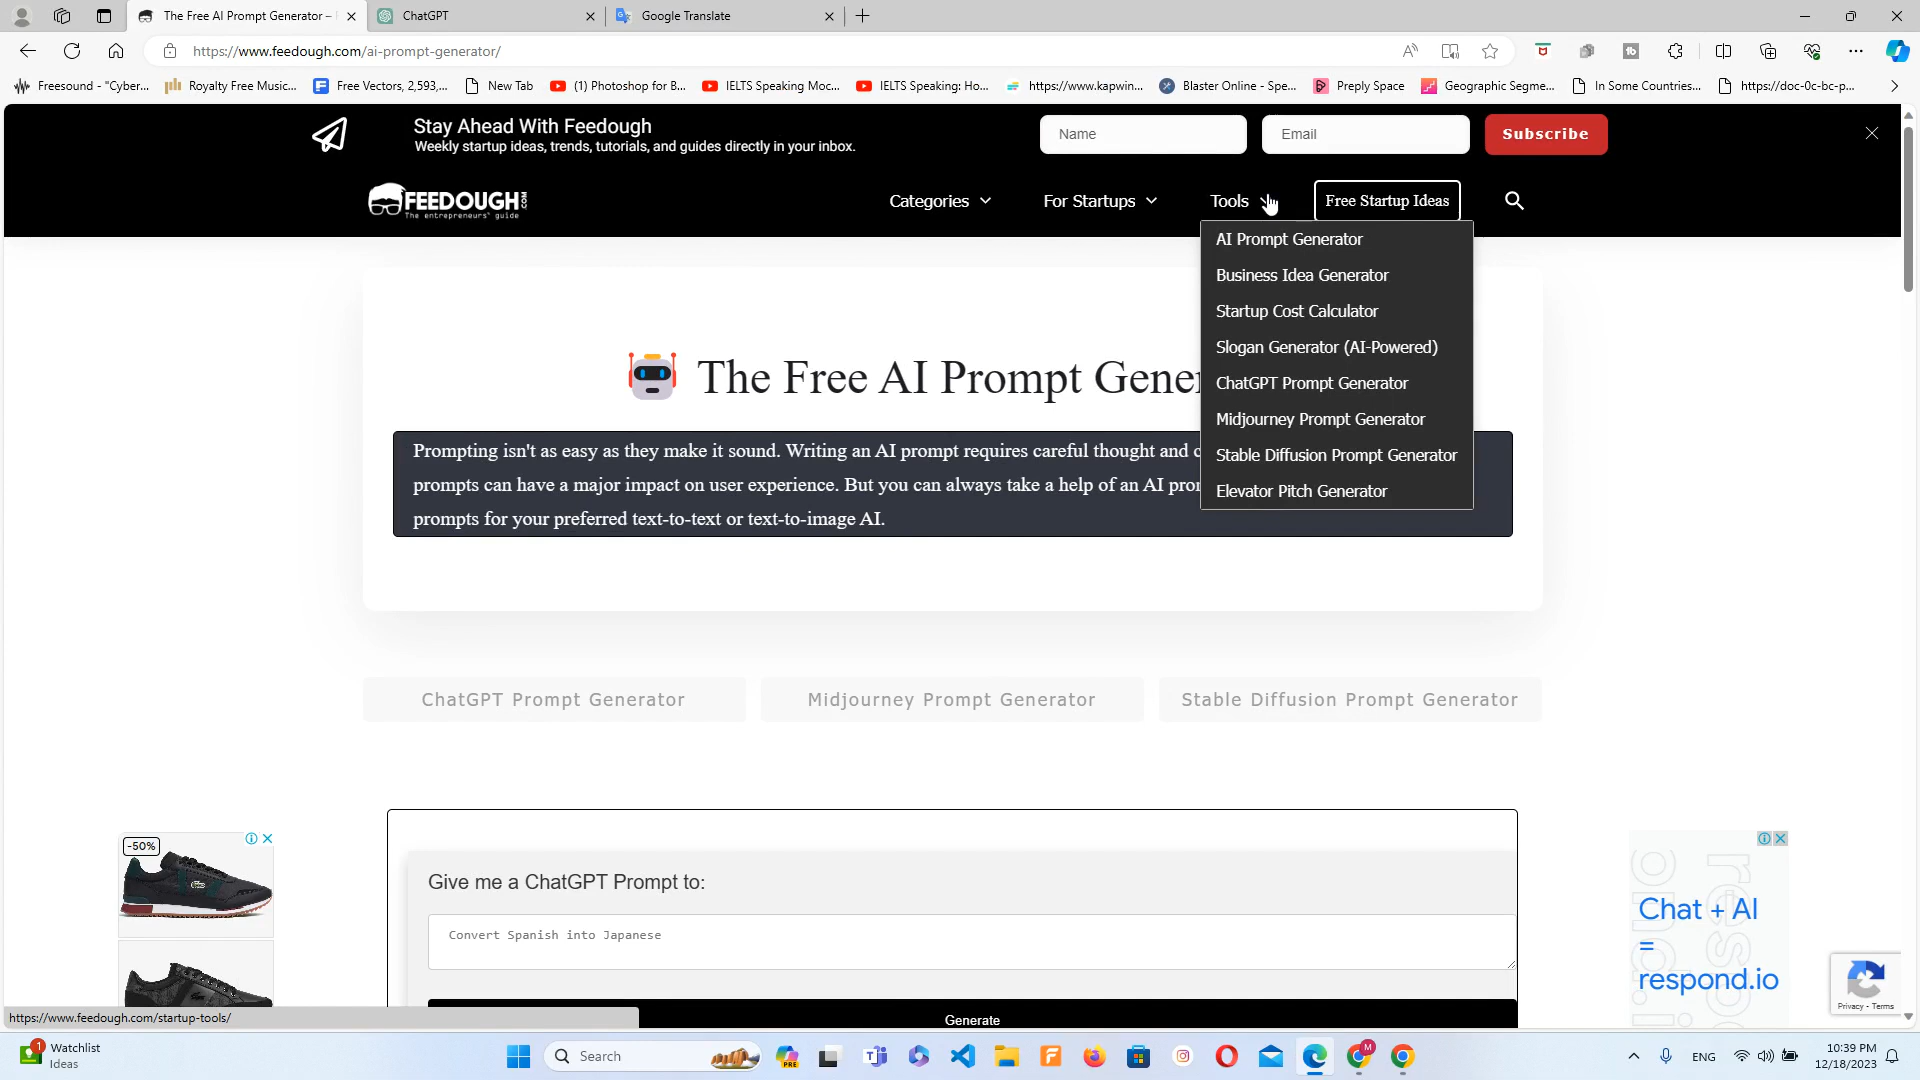 The Free AI Prompt Generator –
ChatGPT
Google Translate
https://www.feedough.com/ai-prompt-generator/
Freesound - "Cyber...
Royalty Free Music...
Free Vectors, 2,593,...
New Tab
(1) Photoshop for B...
IELTS Speaking Moc...
IELTS Speaking: Ho...
https://www.kapwin...
Blaster Online - Spe...
Preply Space
Geographic Segme...
In Some Countries...
https://doc-0c-bc-p...
Stay Ahead With Feedough
Weekly startup ideas, trends, tutorials, and guides directly in your inbox.
Name
Email
Subscribe
FEEDOUGH.COM
The entrepreneurs' guide
Categories
For Startups
Tools
Free Startup Ideas
AI Prompt Generator
Business Idea Generator
Startup Cost Calculator
Slogan Generator (AI-Powered)
ChatGPT Prompt Generator
Midjourney Prompt Generator
Stable Diffusion Prompt Generator
Elevator Pitch Generator
The Free AI Prompt Gener
Prompting isn't as easy as they make it sound. Writing an AI prompt requires careful thought and c
prompts can have a major impact on user experience. But you can always take a help of an AI pro
prompts for your preferred text-to-text or text-to-image AI.
ChatGPT Prompt Generator
Midjourney Prompt Generator
Stable Diffusion Prompt Generator
-50%
Give me a ChatGPT Prompt to:
Convert Spanish into Japanese
Generate
Chat + AI
=
respond.io
Privacy - Terms
https://www.feedough.com/startup-tools/
1
Watchlist
Ideas
Search
PRE
M
ENG
10:39 PM
12/18/2023